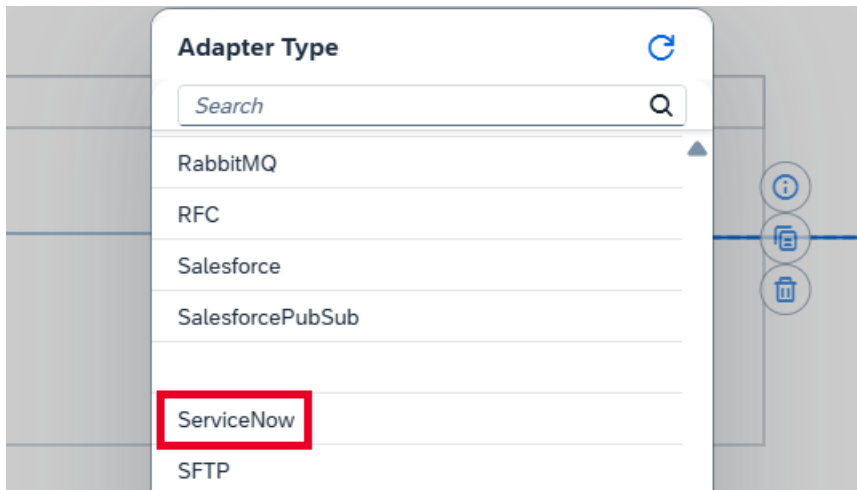 Adapter Type
Search
RabbitMQ
RFC
Salesforce
SalesforcePubSub
ServiceNow
SFTP